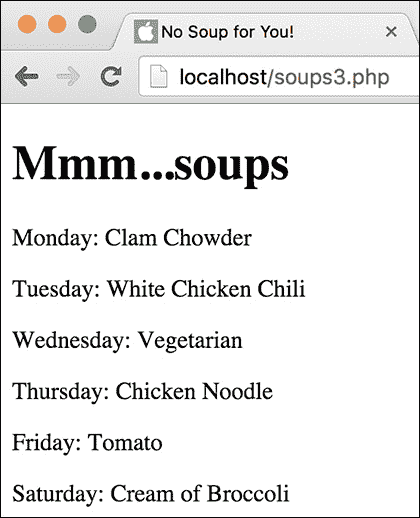 No Soup for You!
localhost/soups3.php
Mmm...soups
Monday: Clam Chowder
Tuesday: White Chicken Chili
Wednesday: Vegetarian
Thursday: Chicken Noodle
Friday: Tomato
Saturday: Cream of Broccoli